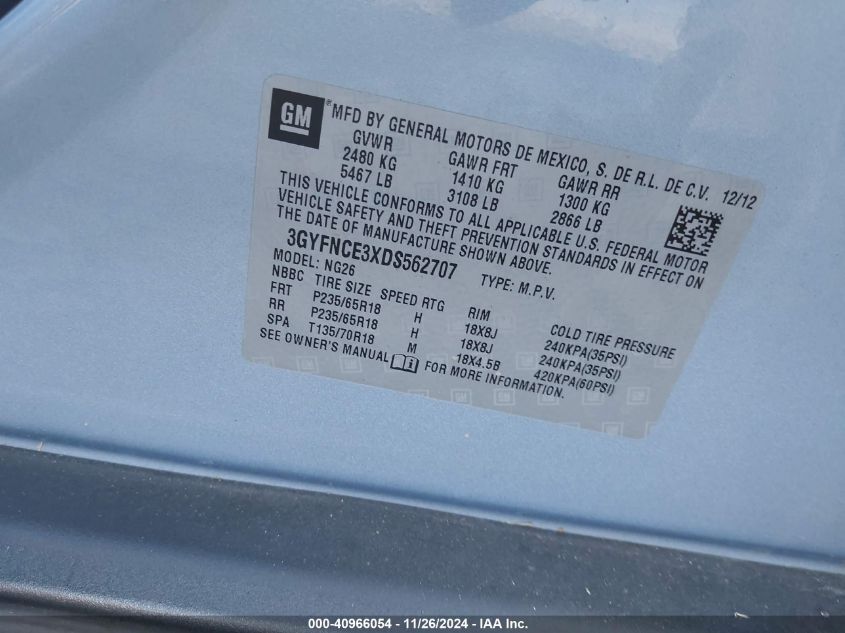 GM
® MFD BY GENERAL MOTORS DE MEXICO, S. DE R.L. DE C.V. 12/12
GVWR GAWR FRT GAWR RR
2480 KG 1410 KG 1300 KG
5467 LB 3108 LB 2866 LB
THIS VEHICLE CONFORMS TO ALL APPLICABLE U.S. FEDERAL MOTOR
VEHICLE SAFETY AND THEFT PREVENTION STANDARDS IN EFFECT ON
THE DATE OF MANUFACTURE SHOWN ABOVE.
3GYFNCE3XDS562707 TYPE: M.P.V.
MODEL: NG26
NBBC TIRE SIZE SPEED RTG RIM COLD TIRE PRESSURE
FRT P235/65R18 H 18X8J 240KPA(35PSI)
RR P235/65R18 H 18X8J 240KPA(35PSI)
SPA T135/70R18 M 18X4.5B 420KPA(60PSI)
SEE OWNER'S MANUAL FOR MORE INFORMATION.
000-40966054 - 11/26/2024 - IAA Inc.